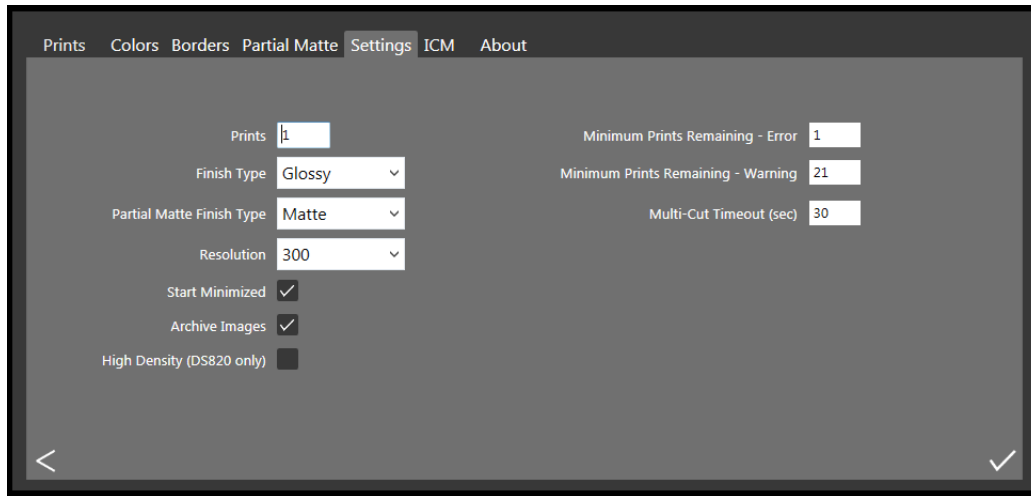 Prints Colors Borders Partial Matte Settings ICM About
Prints 1
Finish Type Glossy
Partial Matte Finish Type Matte
Resolution 300
Start Minimized
Archive Images
High Density (DS820 only)
Minimum Prints Remaining - Error 1
Minimum Prints Remaining - Warning 21
Multi-Cut Timeout (sec) 30